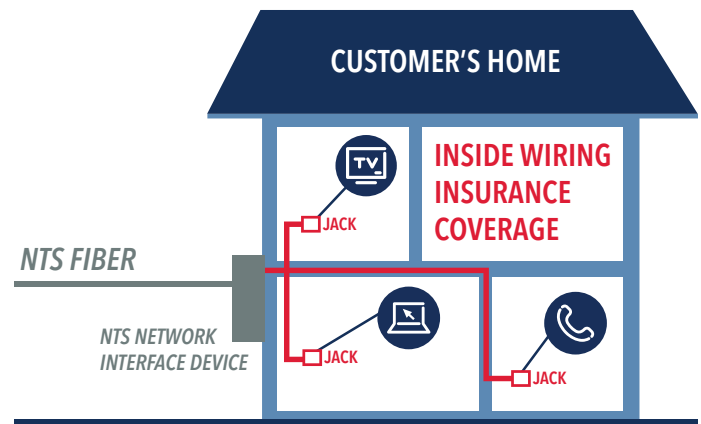 CUSTOMER'S HOME
TV
INSIDE WIRING
INSURANCE
COVERAGE
JACK
NTS FIBER
NTS NETWORK
INTERFACE DEVICE
JACK
JACK